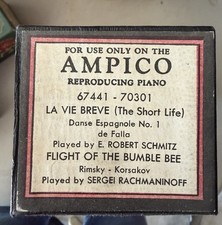 FOR USE ONLY ON THE
AMPICO
REPRODUCING PIANO
67441 - 70301
LA VIE BREVE (The Short Life)
Danse Espagnole No. 1
de Falla
Played by E. ROBERT SCHMITZ
FLIGHT OF THE BUMBLE BEE
Rimsky - Korsakov
Played by SERGEI RACHMANINOFF